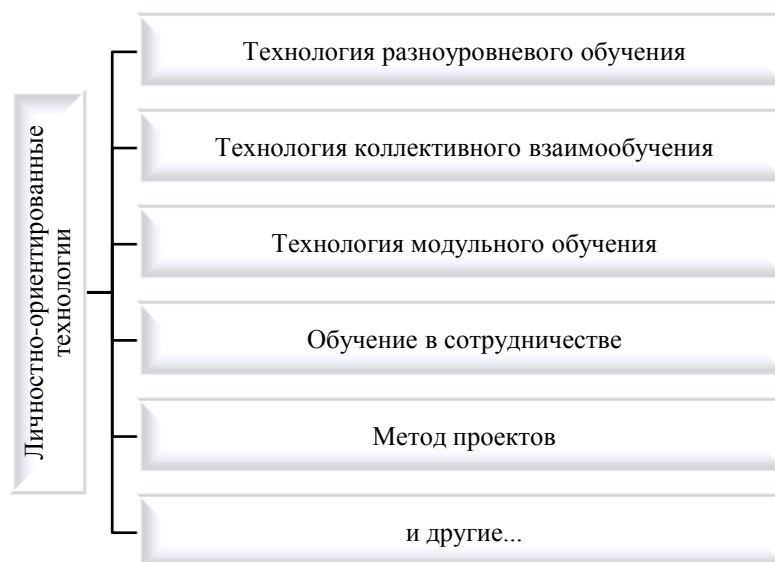 Личностно-ориентированные
технологии
Технология разноуровневого обучения
Технология коллективного взаимообучения
Технология модульного обучения
Обучение в сотрудничестве
Метод проектов
и другие...